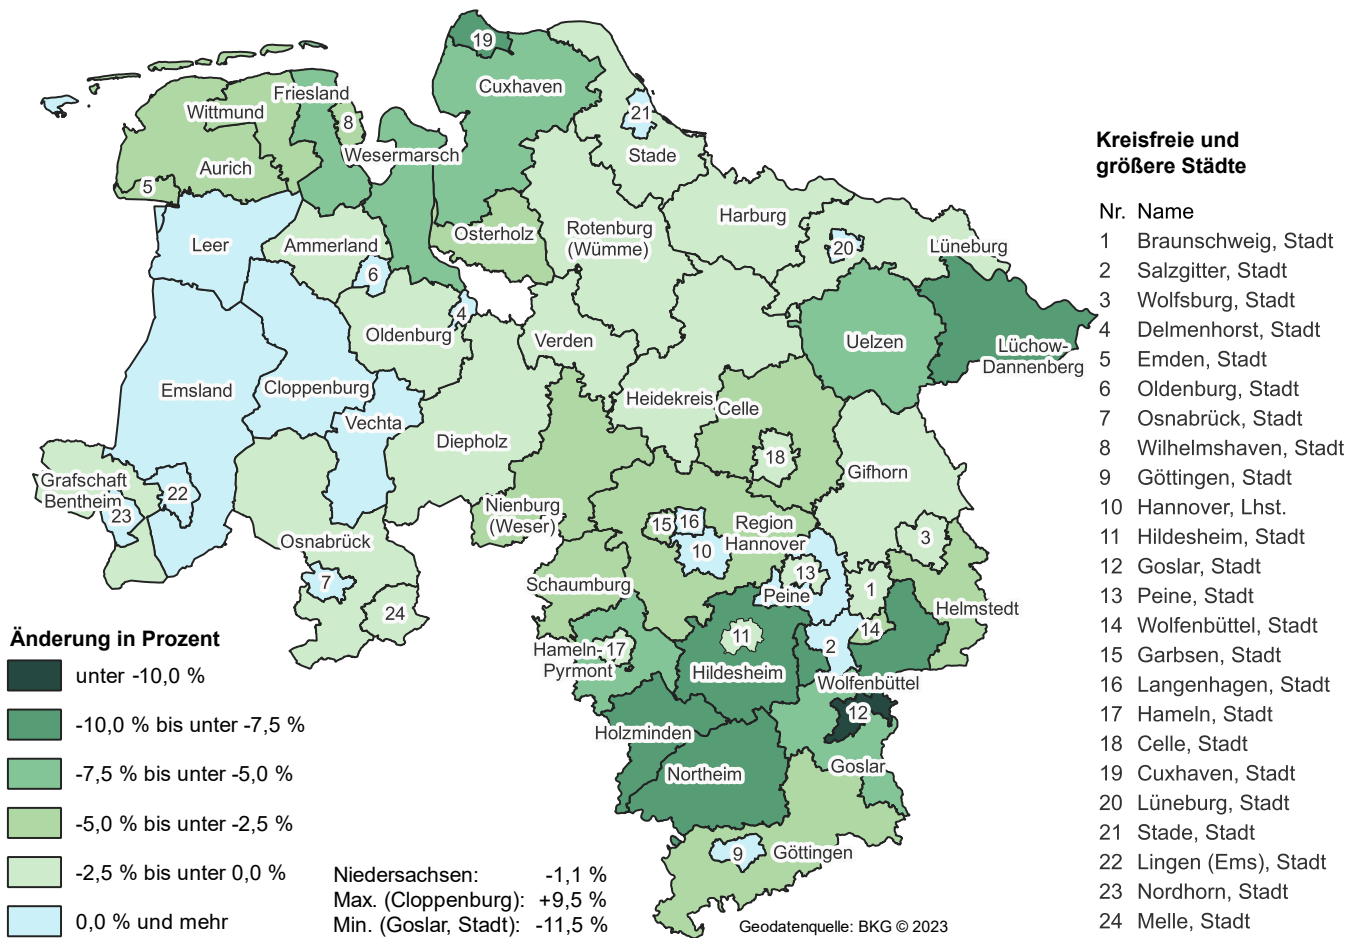 19
Cuxhaven
Friesland
Wittmund
8
21
Wesermarsch
Stade
Aurich
5
Harburg
Leer
Ammerland
Osterholz
Rotenburg
(Wümme)
20
Lüneburg
6
4
Oldenburg
Verden
Uelzen
Lüchow-
Dannenberg
Emsland
Cloppenburg
Heidekreis
Celle
Vechta
Diepholz
18
Gifhorn
Grafschaft
Bentheim
22
23
Nienburg
(Weser)
15
16
Region
Hannover
3
Osnabrück
10
13
7
Schaumburg
Peine
1
24
Helmstedt
11
14
Hameln-
Pyrmont
17
2
Hildesheim
Wolfenbüttel
12
Holzminden
Northeim
Goslar
9
Göttingen
Kreisfreie und
größere Städte
Nr. Name
1 Braunschweig, Stadt
2 Salzgitter, Stadt
3 Wolfsburg, Stadt
4 Delmenhorst, Stadt
5 Emden, Stadt
6 Oldenburg, Stadt
7 Osnabrück, Stadt
8 Wilhelmshaven, Stadt
9 Göttingen, Stadt
10 Hannover, Lhst.
11 Hildesheim, Stadt
12 Goslar, Stadt
13 Peine, Stadt
14 Wolfenbüttel, Stadt
15 Garbsen, Stadt
16 Langenhagen, Stadt
17 Hameln, Stadt
18 Celle, Stadt
19 Cuxhaven, Stadt
20 Lüneburg, Stadt
21 Stade, Stadt
22 Lingen (Ems), Stadt
23 Nordhorn, Stadt
24 Melle, Stadt
Änderung in Prozent
unter -10,0 %
-10,0 % bis unter -7,5 %
-7,5 % bis unter -5,0 %
-5,0 % bis unter -2,5 %
-2,5 % bis unter 0,0 %
0,0 % und mehr
Niedersachsen: -1,1 %
Max. (Cloppenburg): +9,5 %
Min. (Goslar, Stadt): -11,5 %
Geodatenquelle: BKG © 2023